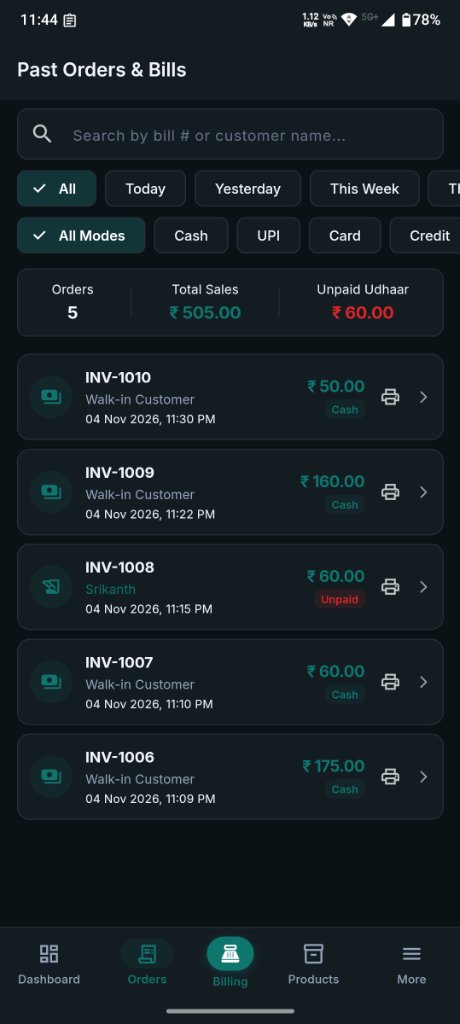 11:44 1.12 KB/s Vo NR 5G+ 78%
Past Orders & Bills
Search by bill # or customer name...
All Today Yesterday This Week
All Modes Cash UPI Card Credit
Orders Total Sales Unpaid Udhaar
5 ₹ 505.00 ₹ 60.00
INV-1010
₹ 50.00
Walk-in Customer
Cash
04 Nov 2026, 11:30 PM
INV-1009
₹ 160.00
Walk-in Customer
Cash
04 Nov 2026, 11:22 PM
INV-1008
₹ 60.00
Srikanth
Unpaid
04 Nov 2026, 11:15 PM
INV-1007
₹ 60.00
Walk-in Customer
Cash
04 Nov 2026, 11:10 PM
INV-1006
₹ 175.00
Walk-in Customer
Cash
04 Nov 2026, 11:09 PM
Dashboard Orders Billing Products More